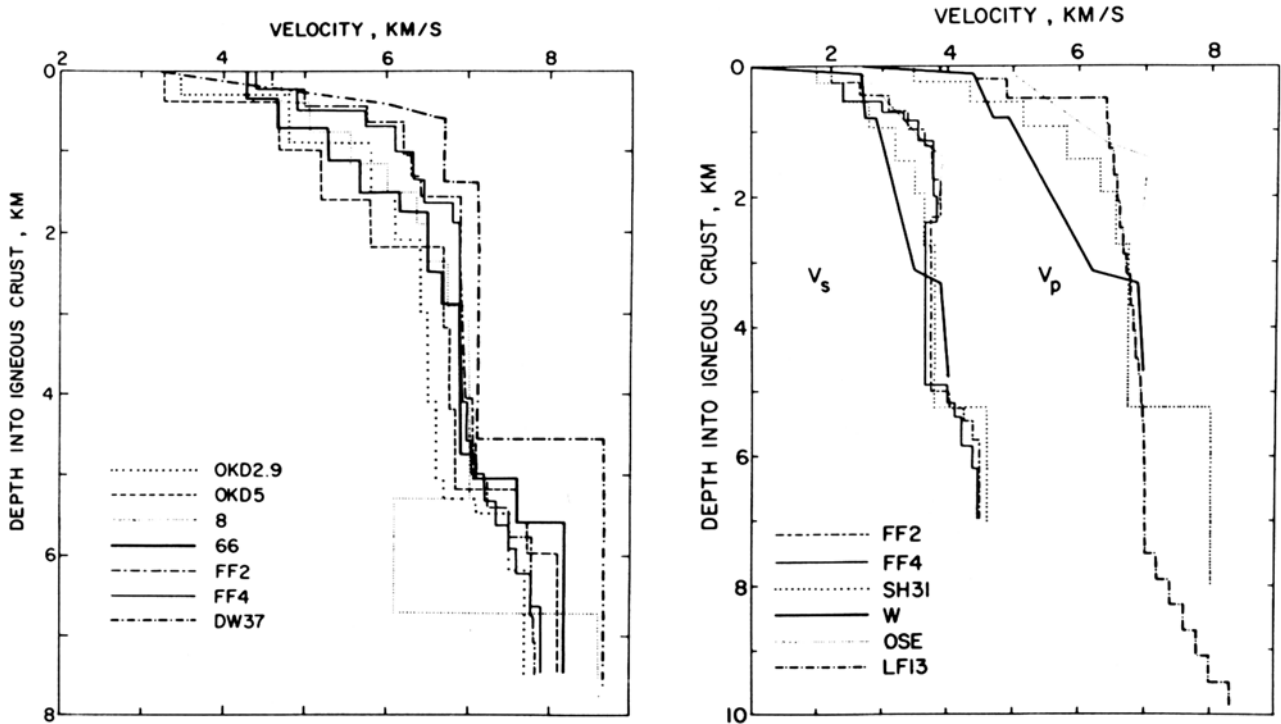 VELOCITY , KM/S
2 4 6 8
0
2
4
6
8
DEPTH INTO IGNEOUS CRUST , KM
OKD2.9
OKD5
8
66
FF2
FF4
DW37
VELOCITY , KM/S
2 4 6 8
0
2
4
6
8
10
DEPTH INTO IGNEOUS CRUST , KM
Vs
Vp
FF2
FF4
SH31
W
OSE
LF13